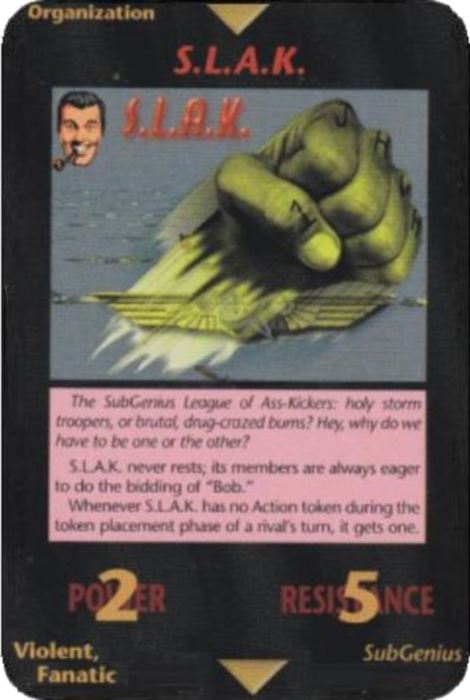 Organization
S.L.A.K.
S.L.A.K.
The SubGenius League of Ass-Kickers: holy storm
troopers, or brutal, drug-crazed bums? Hey, why do we
have to be one or the other?
S.L.A.K. never rests; its members are always eager
to do the bidding of "Bob."
Whenever S.L.A.K. has no Action token during the
token placement phase of a rival's turn, it gets one.
POWER 2
RESISTANCE 5
Violent,
Fanatic
SubGenius